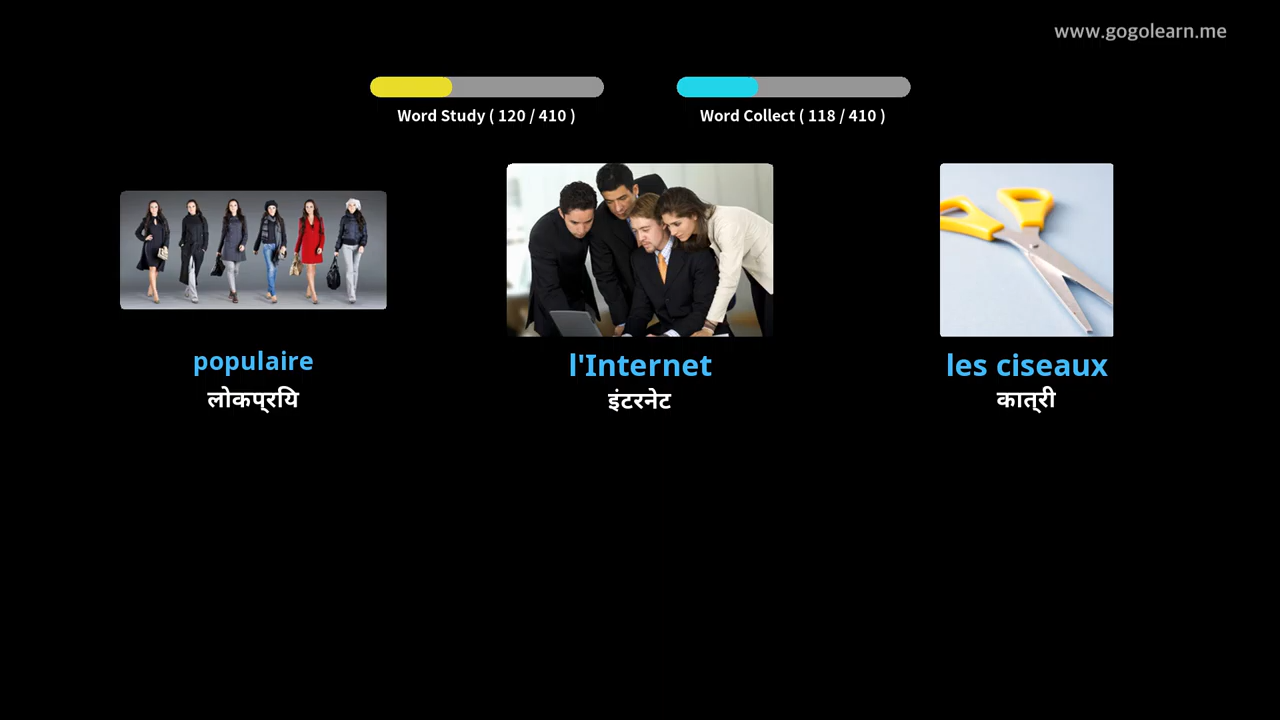 www.gogolearn.me
Word Study ( 120 / 410 )
Word Collect ( 118 / 410 )
populaire
l'Internet
les ciseaux
लोकप्रिय
इंटरनेट
कात्री